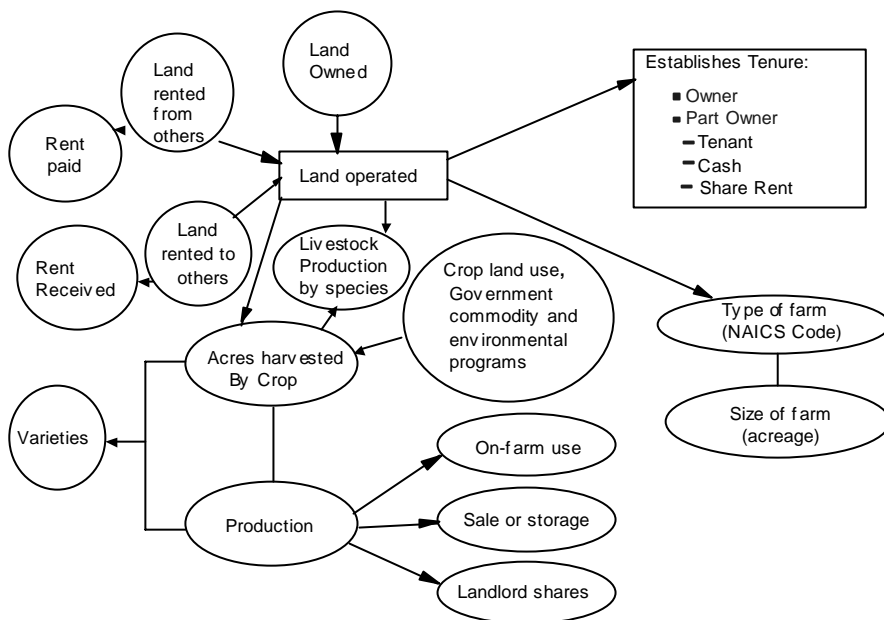 Land
Owned
Land
rented
from
others
Rent
paid
Establishes Tenure:
Owner
Part Owner
Tenant
Cash
Share Rent
Land operated
Land
rented to
others
Rent
Received
Livestock
Production
by species
Crop land use,
Government
commodity and
environmental
programs
Type of farm
(NAICS Code)
Acres harvested
By Crop
Size of farm
(acreage)
Varieties
On-farm use
Production
Sale or storage
Landlord shares